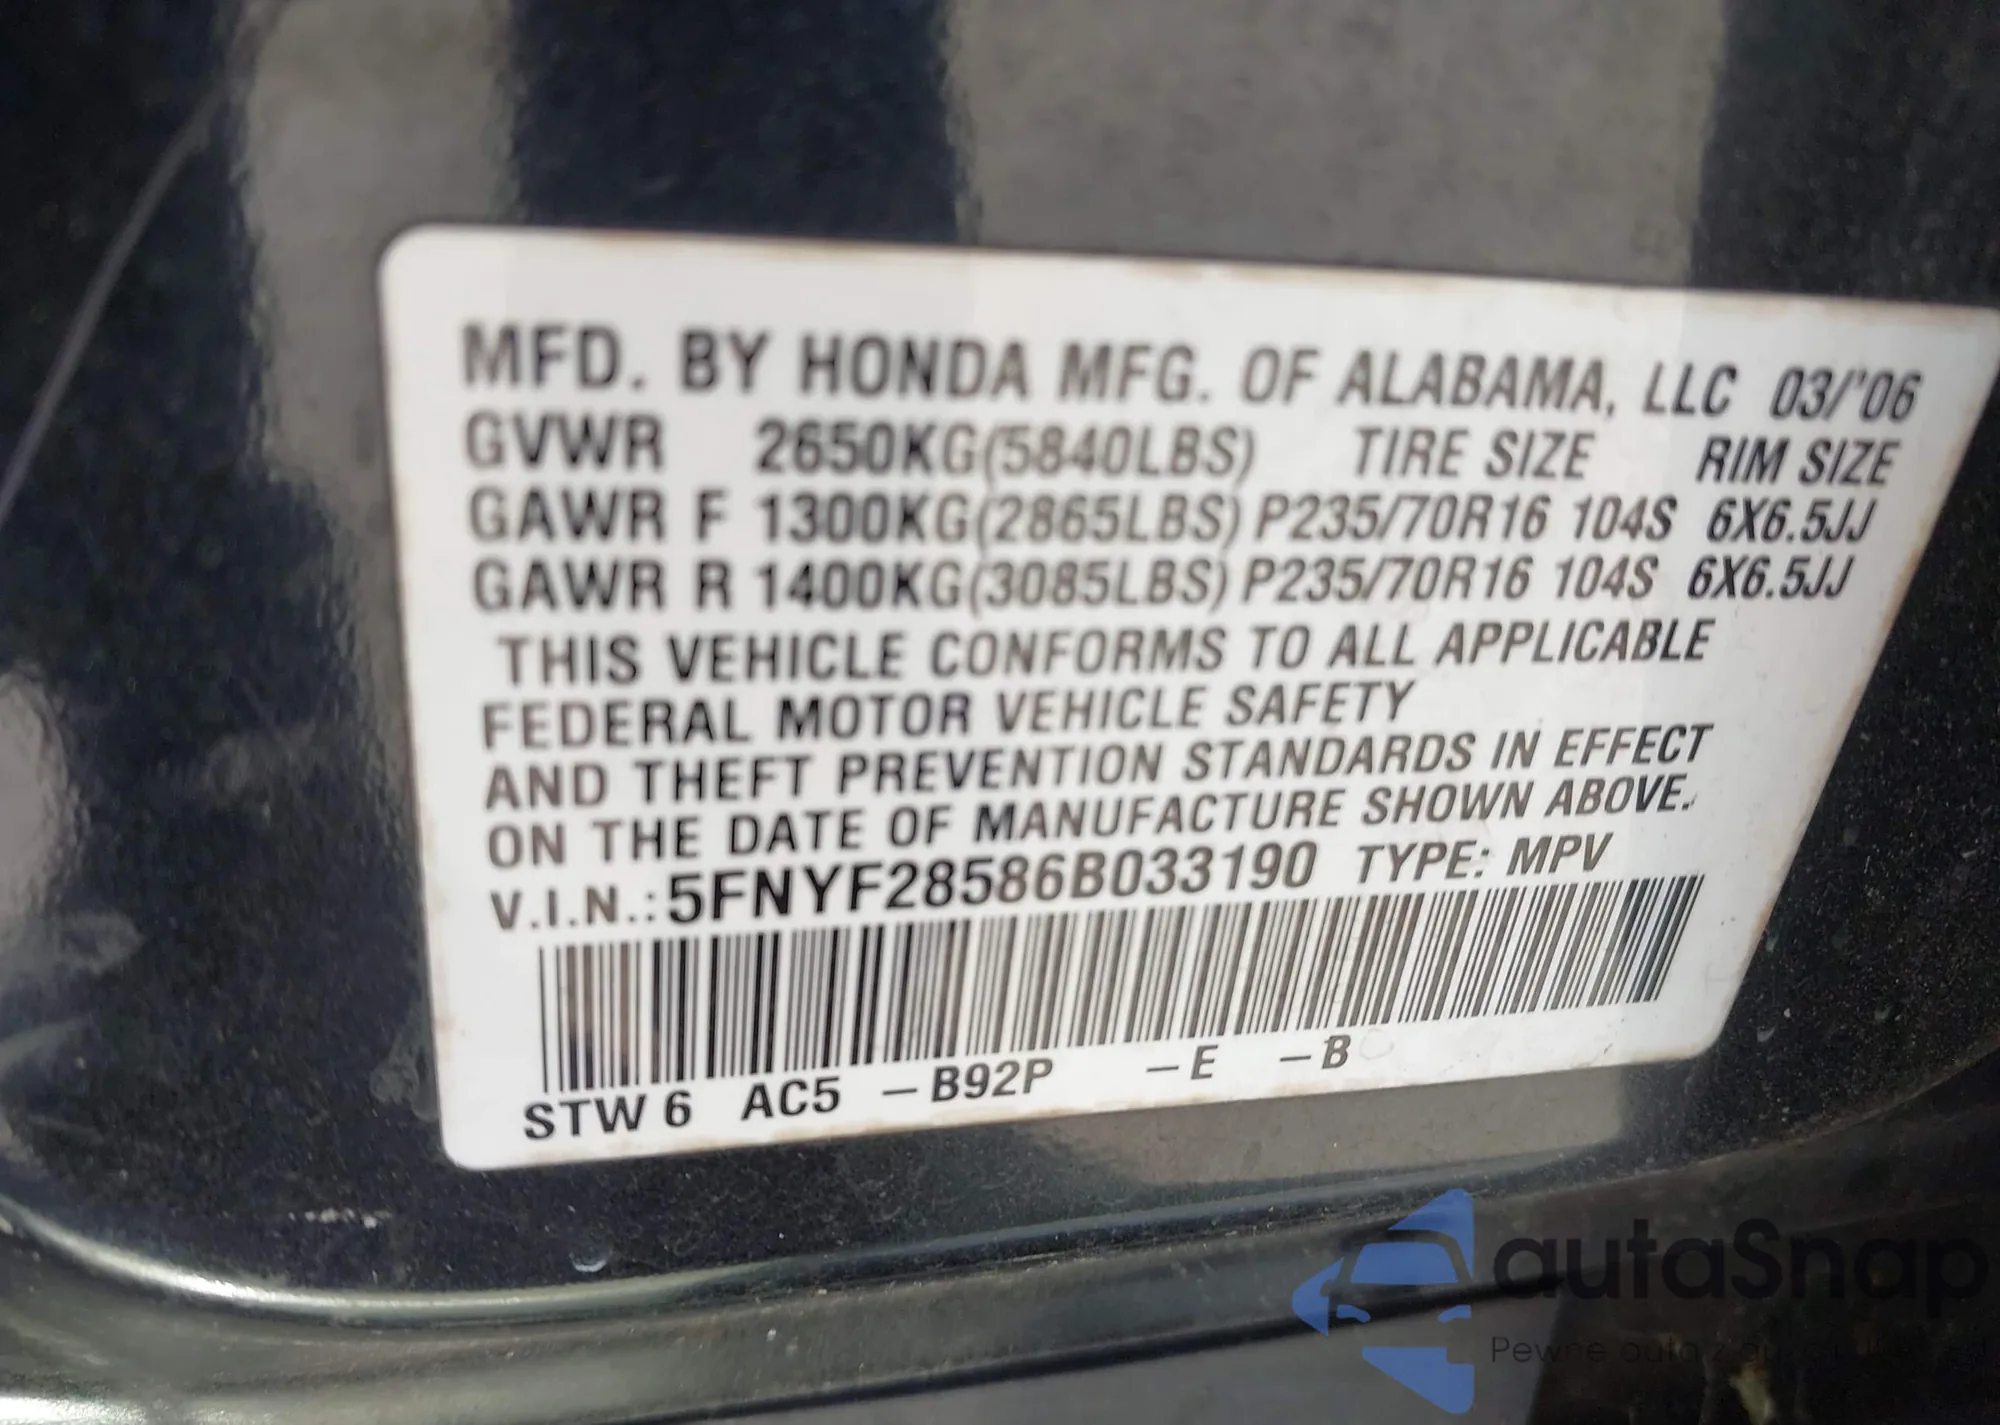 MFD. BY HONDA MFG. OF ALABAMA, LLC 03/'06
GVWR 2650KG(5840LBS) TIRE SIZE RIM SIZE
GAWR F 1300KG(2865LBS) P235/70R16 104S 6X6.5JJ
GAWR R 1400KG(3085LBS) P235/70R16 104S 6X6.5JJ
THIS VEHICLE CONFORMS TO ALL APPLICABLE
FEDERAL MOTOR VEHICLE SAFETY
AND THEFT PREVENTION STANDARDS IN EFFECT
ON THE DATE OF MANUFACTURE SHOWN ABOVE.
V.I.N.: 5FNYF28586B033190 TYPE: MPV
STW 6 AC5 –B92P –E –B
autaSnap
Pewne auto z